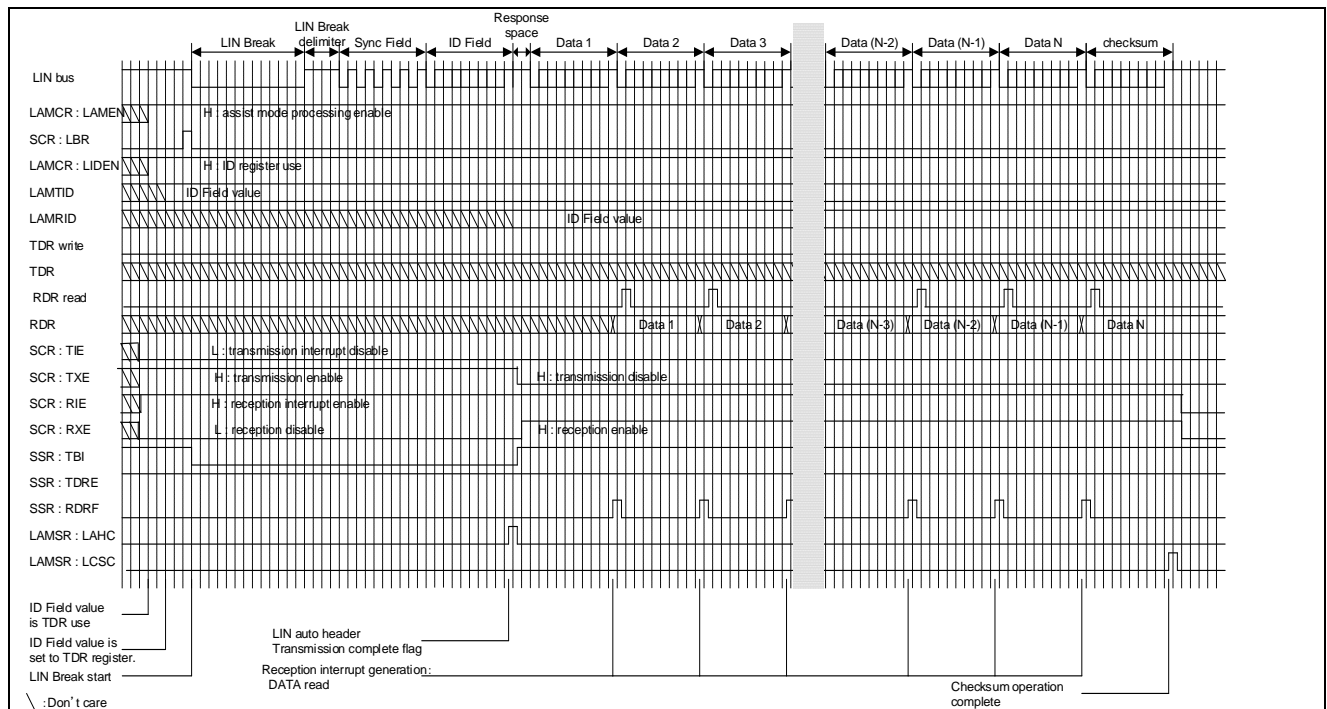 LIN Break
LIN Break
delimiter
Sync Field
ID Field
Response
space
Data 1
Data 2
Data 3
Data (N-2)
Data (N-1)
Data N
checksum
LIN bus
LAMCR : LAMEN
H : assist mode processing enable
SCR : LBR
LAMCR : LIDEN
H : ID register use
LAMTID
ID Field value
LAMRID
ID Field value
TDR write
TDR
RDR read
RDR
Data 1
Data 2
Data (N-3)
Data (N-2)
Data (N-1)
Data N
SCR : TIE
L : transmission interrupt disable
SCR : TXE
H : transmission enable
H : transmission disable
SCR : RIE
H : reception interrupt enable
SCR : RXE
L : reception disable
H : reception enable
SSR : TBI
SSR : TDRE
SSR : RDRF
LAMSR : LAHC
LAMSR : LCSC
ID Field value
is TDR use
ID Field value is
set to TDR register.
LIN Break start
LIN auto header
Transmission complete flag
Reception interrupt generation:
DATA read
Checksum operation
complete
\ : Don't care